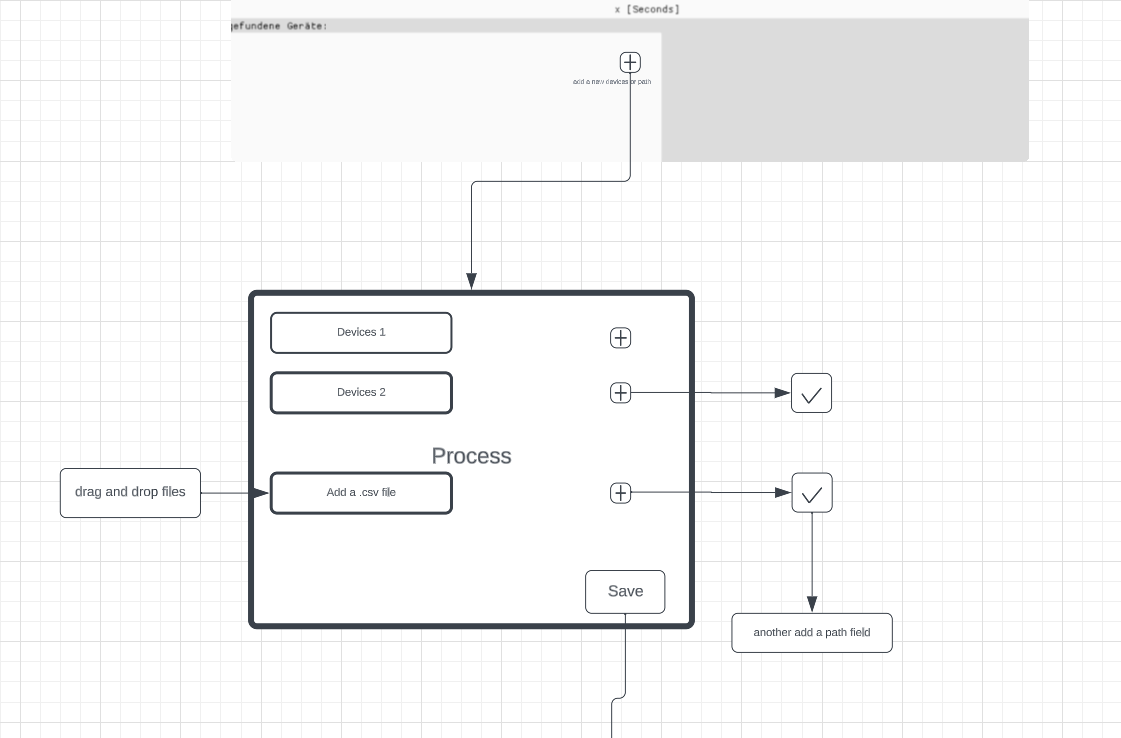 x [Seconds]
gefundene Geräte:
add a new devices or path
Devices 1
Devices 2
Process
drag and drop files
Add a .csv file
Save
another add a path field